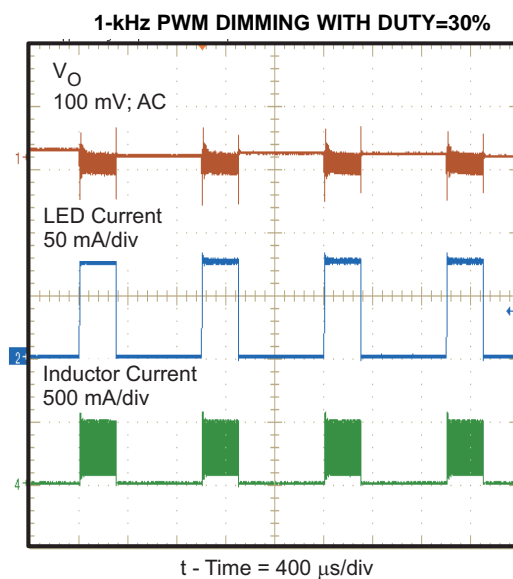 1-kHz PWM DIMMING WITH DUTY=30%
V_O
100 mV; AC
1
LED Current
50 mA/div
2
Inductor Current
500 mA/div
4
t - Time = 400 μs/div